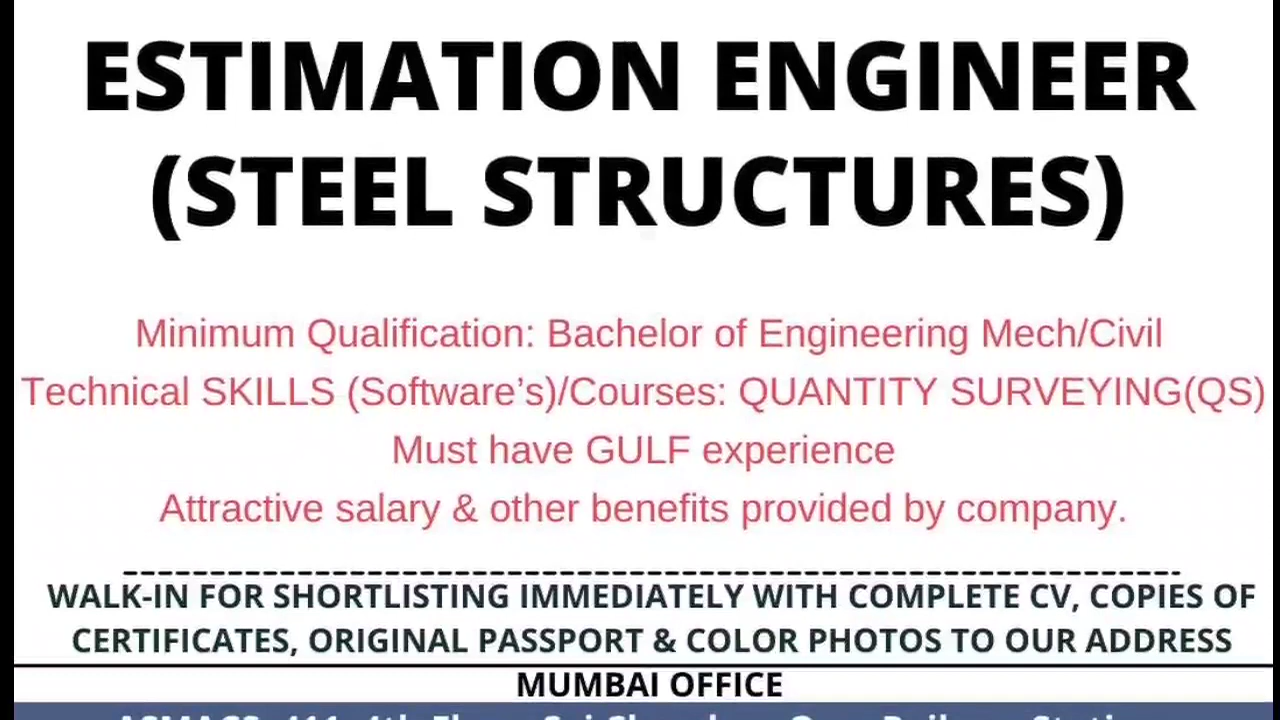 ESTIMATION ENGINEER
(STEEL STRUCTURES)
Minimum Qualification: Bachelor of Engineering Mech/Civil
Technical SKILLS (Software's)/Courses: QUANTITY SURVEYING(QS)
Must have GULF experience
Attractive salary & other benefits provided by company.
WALK-IN FOR SHORTLISTING IMMEDIATELY WITH COMPLETE CV, COPIES OF
CERTIFICATES, ORIGINAL PASSPORT & COLOR PHOTOS TO OUR ADDRESS
MUMBAI OFFICE